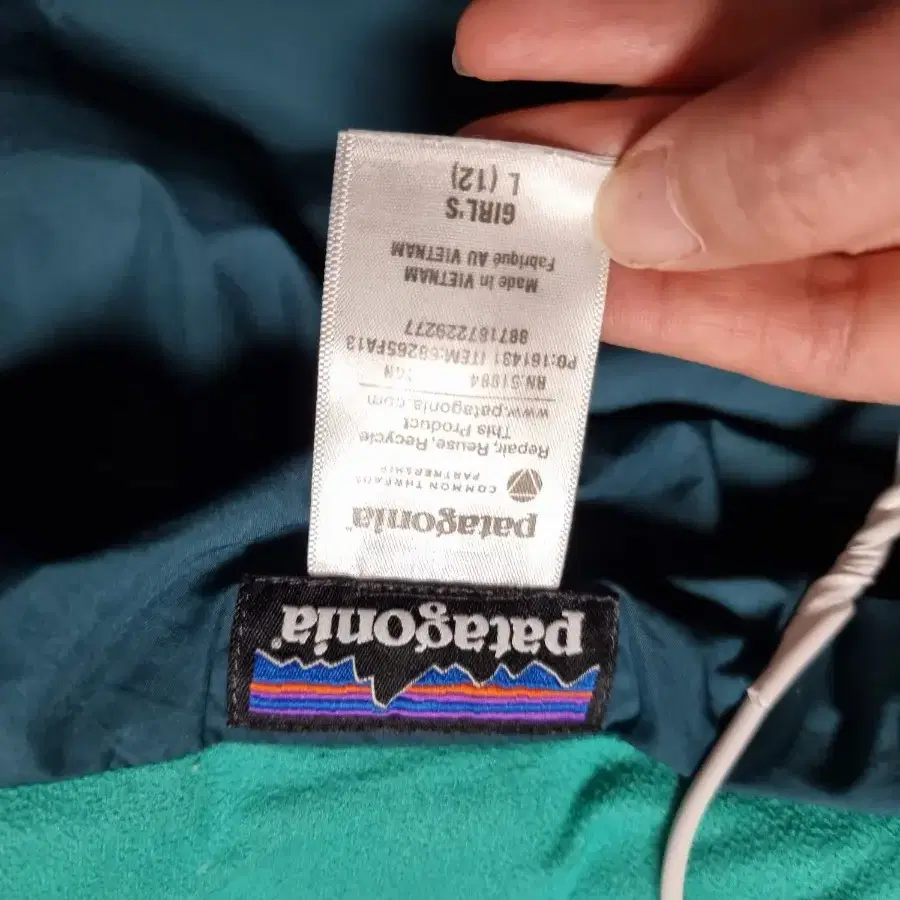 patagonia
patagonia
COMMON THREADS
PARTNERSHIP
Repair, Reuse, Recycle
This Product
www.patagonia.com
RN 51884
PO:161431 ITEM:68265FA13
887187229277
Made in VIETNAM
Fabriqué AU VIETNAM
GIRL'S
L (12)